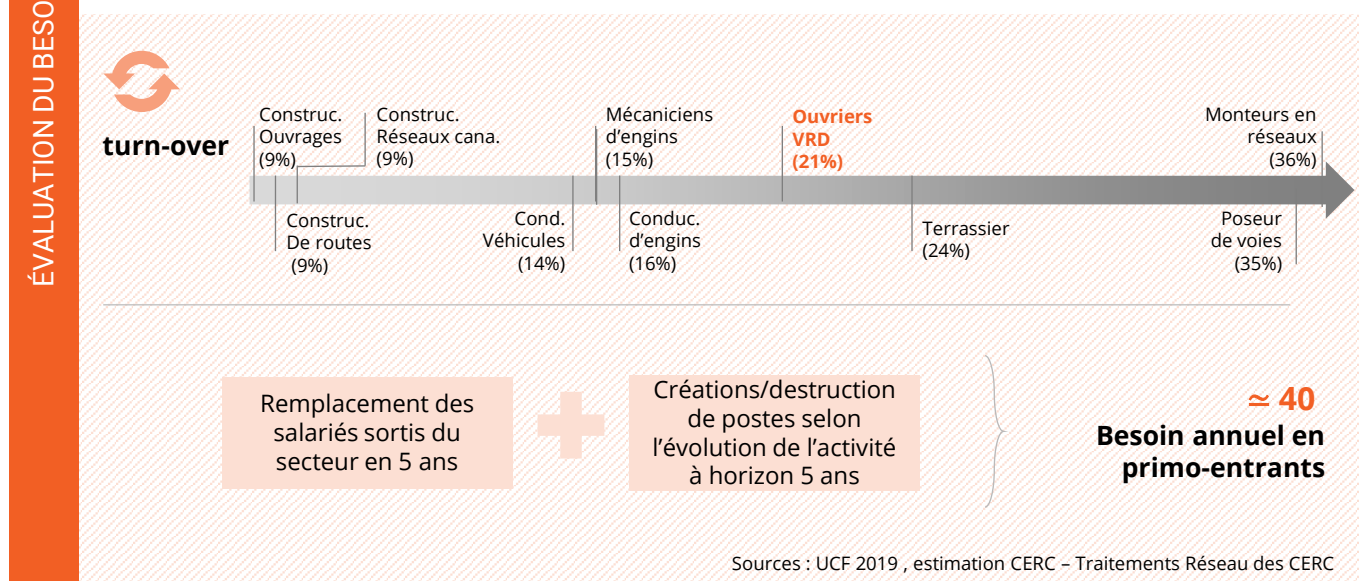 ÉVALUATION DU BESO
turn-over
Construc.
Ouvrages
(9%)
Construc.
Réseaux cana.
(9%)
Mécaniciens
d'engins
(15%)
Ouvriers
VRD
(21%)
Monteurs en
réseaux
(36%)
Construc.
De routes
(9%)
Cond.
Véhicules
(14%)
Conduc.
d'engins
(16%)
Terrassier
(24%)
Poseur
de voies
(35%)
Remplacement des
salariés sortis du
secteur en 5 ans
Créations/destruction
de postes selon
l'évolution de l'activité
à horizon 5 ans
≃ 40
Besoin annuel en
primo-entrants
Sources : UCF 2019 , estimation CERC – Traitements Réseau des CERC